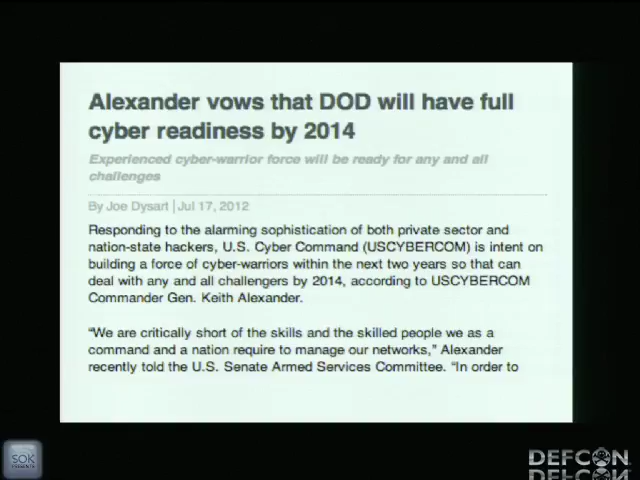 Alexander vows that DOD will have full
cyber readiness by 2014
Experienced cyber-warrior force will be ready for any and all
challenges
By Joe Dysart | Jul 17, 2012
Responding to the alarming sophistication of both private sector and
nation-state hackers, U.S. Cyber Command (USCYBERCOM) is intent on
building a force of cyber-warriors within the next two years so that can
deal with any and all challengers by 2014, according to USCYBERCOM
Commander Gen. Keith Alexander.
“We are critically short of the skills and the skilled people we as a
command and a nation require to manage our networks,” Alexander
recently told the U.S. Senate Armed Services Committee. “In order to
SOK
DEFCON